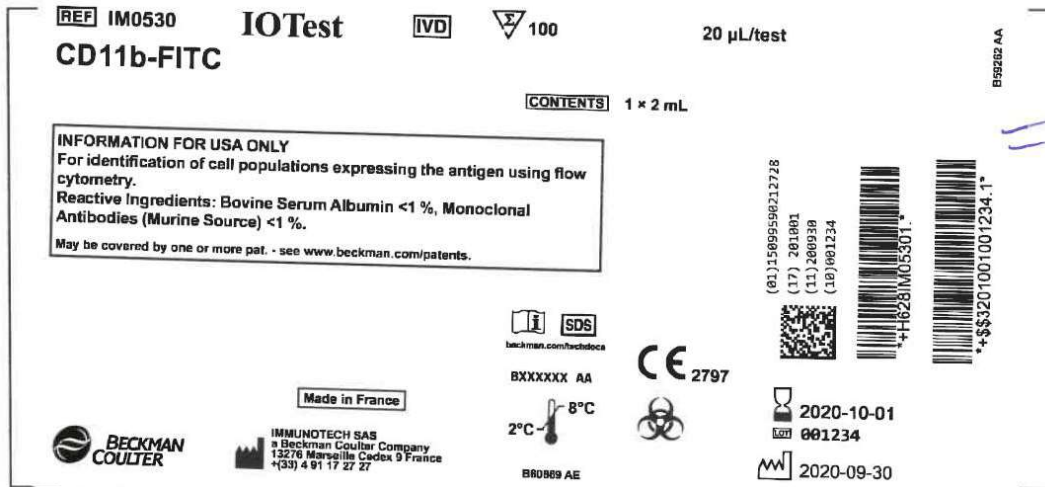 REF IM0530 IOTest IVD Σ 100 20 µL/test
CD11b-FITC
B59262 AA
CONTENTS 1 × 2 mL
INFORMATION FOR USA ONLY
For identification of cell populations expressing the antigen using flow
cytometry.
Reactive Ingredients: Bovine Serum Albumin <1 %, Monoclonal
Antibodies (Murine Source) <1 %.
May be covered by one or more pat. - see www.beckman.com/patents.
(01)15099590212728
(17) 201001
(11)200930
(10)001234
*+H628IM05301.*
*+$$3201001001234.1*
i SDS
beckman.com/techdocs
BXXXXXX AA
CE 2797
Made in France
8°C
2°C
2020-10-01
LOT 001234
2020-09-30
BECKMAN
COULTER
IMMUNOTECH SAS
a Beckman Coulter Company
13276 Marseille Cedex 9 France
+(33) 4 91 17 27 27
B60869 AE